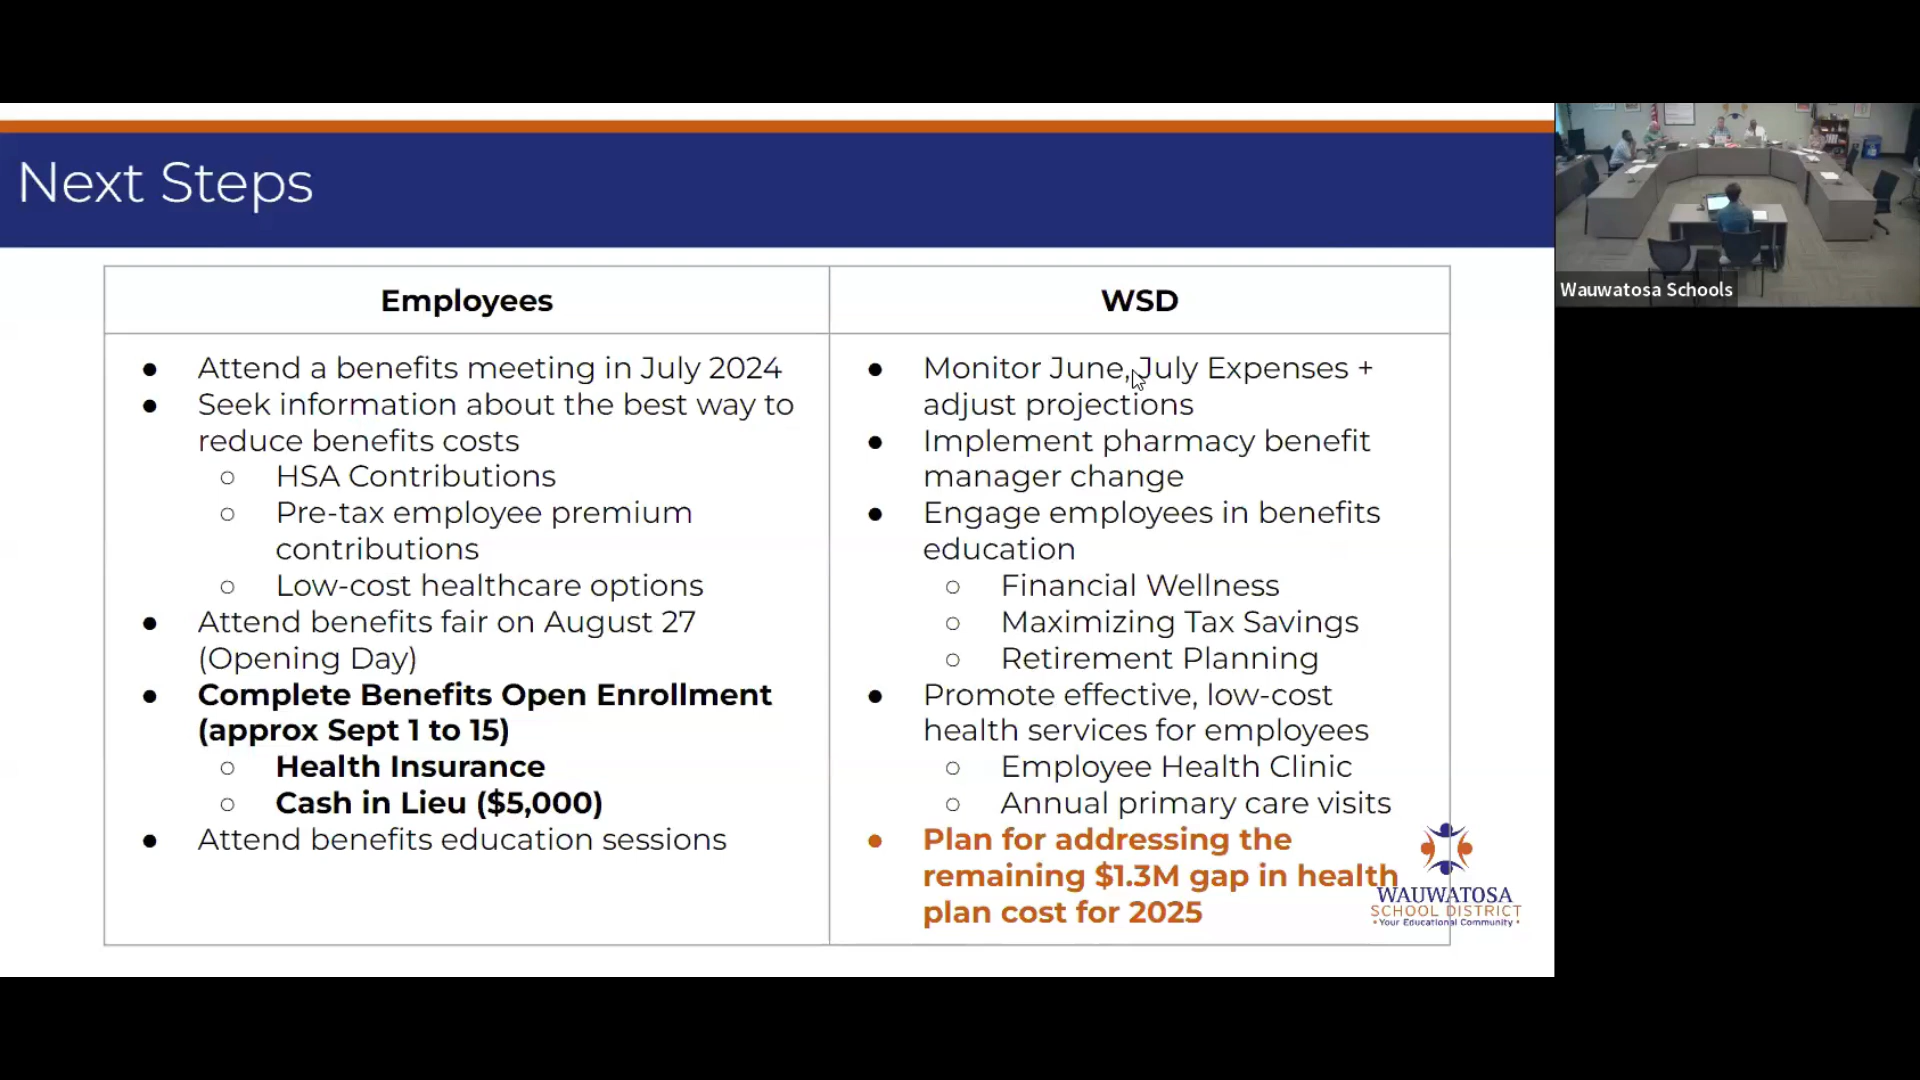 Next Steps
Employees
● Attend a benefits meeting in July 2024
● Seek information about the best way to
reduce benefits costs
○ HSA Contributions
○ Pre-tax employee premium
contributions
○ Low-cost healthcare options
● Attend benefits fair on August 27
(Opening Day)
● Complete Benefits Open Enrollment
(approx Sept 1 to 15)
○ Health Insurance
○ Cash in Lieu ($5,000)
● Attend benefits education sessions
WSD
● Monitor June, July Expenses +
adjust projections
● Implement pharmacy benefit
manager change
● Engage employees in benefits
education
○ Financial Wellness
○ Maximizing Tax Savings
○ Retirement Planning
● Promote effective, low-cost
health services for employees
○ Employee Health Clinic
○ Annual primary care visits
● Plan for addressing the
remaining $1.3M gap in health
plan cost for 2025
WAUWATOSA
SCHOOL DISTRICT
• Your Educational Community •
Wauwatosa Schools